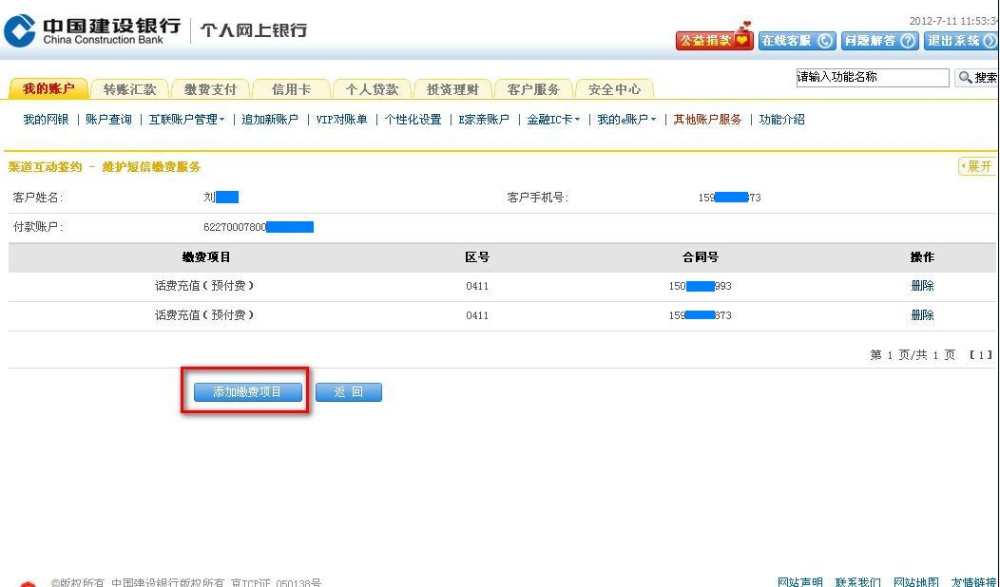 中国建设银行 个人网上银行
China Construction Bank
2012-7-11 11:53:3
公益捐款 在线客服 问题解答 退出系统
我的账户 转账汇款 缴费支付 信用卡 个人贷款 投资理财 客户服务 安全中心 请输入功能名称 搜索
我的网银 | 账户查询 | 互联账户管理 | 追加新账户 | VIP对账单 | 个性化设置 | E家亲账户 | 金融IC卡 | 我的e账户 | 其他账户服务 | 功能介绍
渠道互动签约 - 维护短信缴费服务 展开
客户姓名: 刘 客户手机号: 159 73
付款账户: 62270007800
缴费项目 区号 合同号 操作
话费充值(预付费) 0411 150 993 删除
话费充值(预付费) 0411 159 873 删除
第 1 页/共 1 页 [1]
添加缴费项目 返 回
©版权所有 中国建设银行版权所有 京ICP证 050138号 网站声明 联系我们 网站地图 友情链接